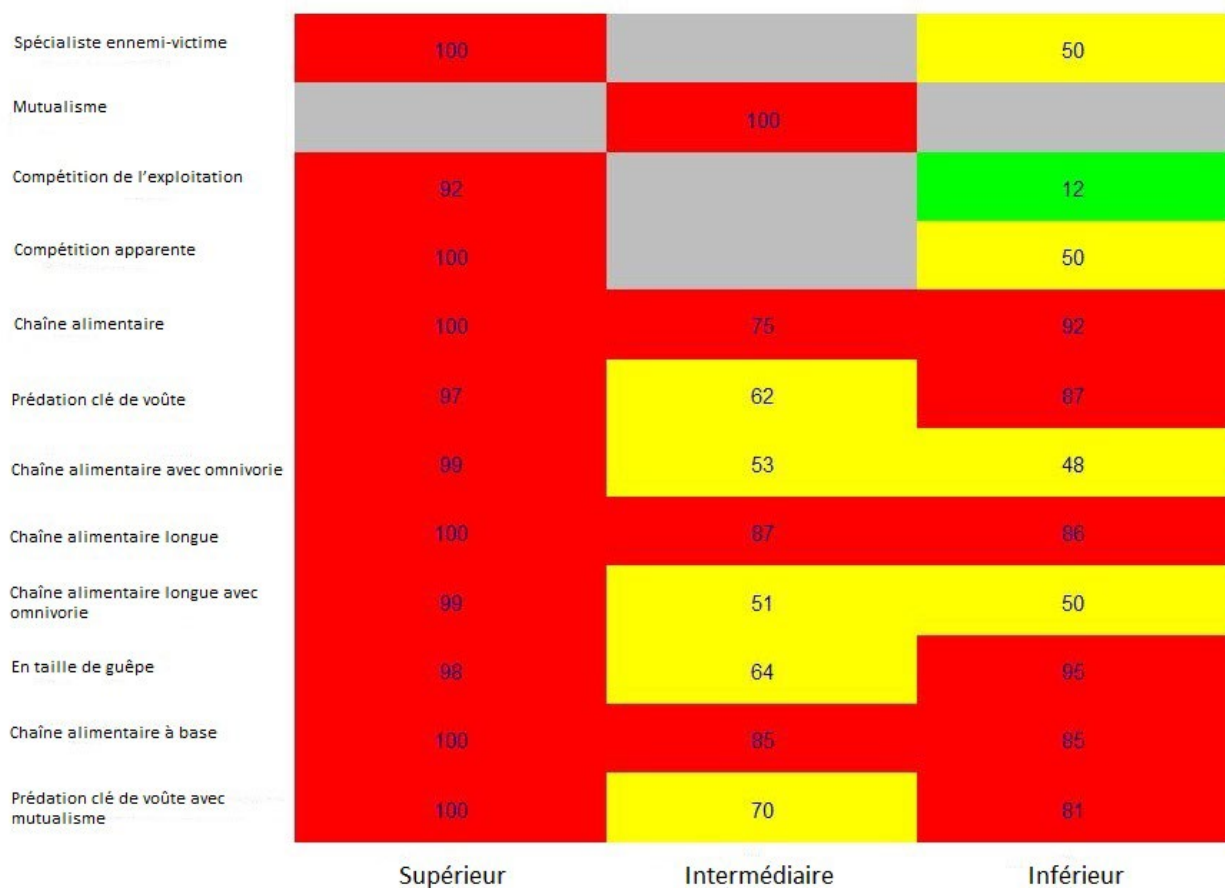 Spécialiste ennemi-victime 100 50
Mutualisme 100
Compétition de l'exploitation 92 12
Compétition apparente 100 50
Chaîne alimentaire 100 75 92
Prédation clé de voûte 97 62 87
Chaîne alimentaire avec omnivorie 99 53 48
Chaîne alimentaire longue 100 87 86
Chaîne alimentaire longue avec
omnivorie 99 51 50
En taille de guêpe 98 64 95
Chaîne alimentaire à base 100 85 85
Prédation clé de voûte avec
mutualisme 100 70 81
Supérieur Intermédiaire Inférieur